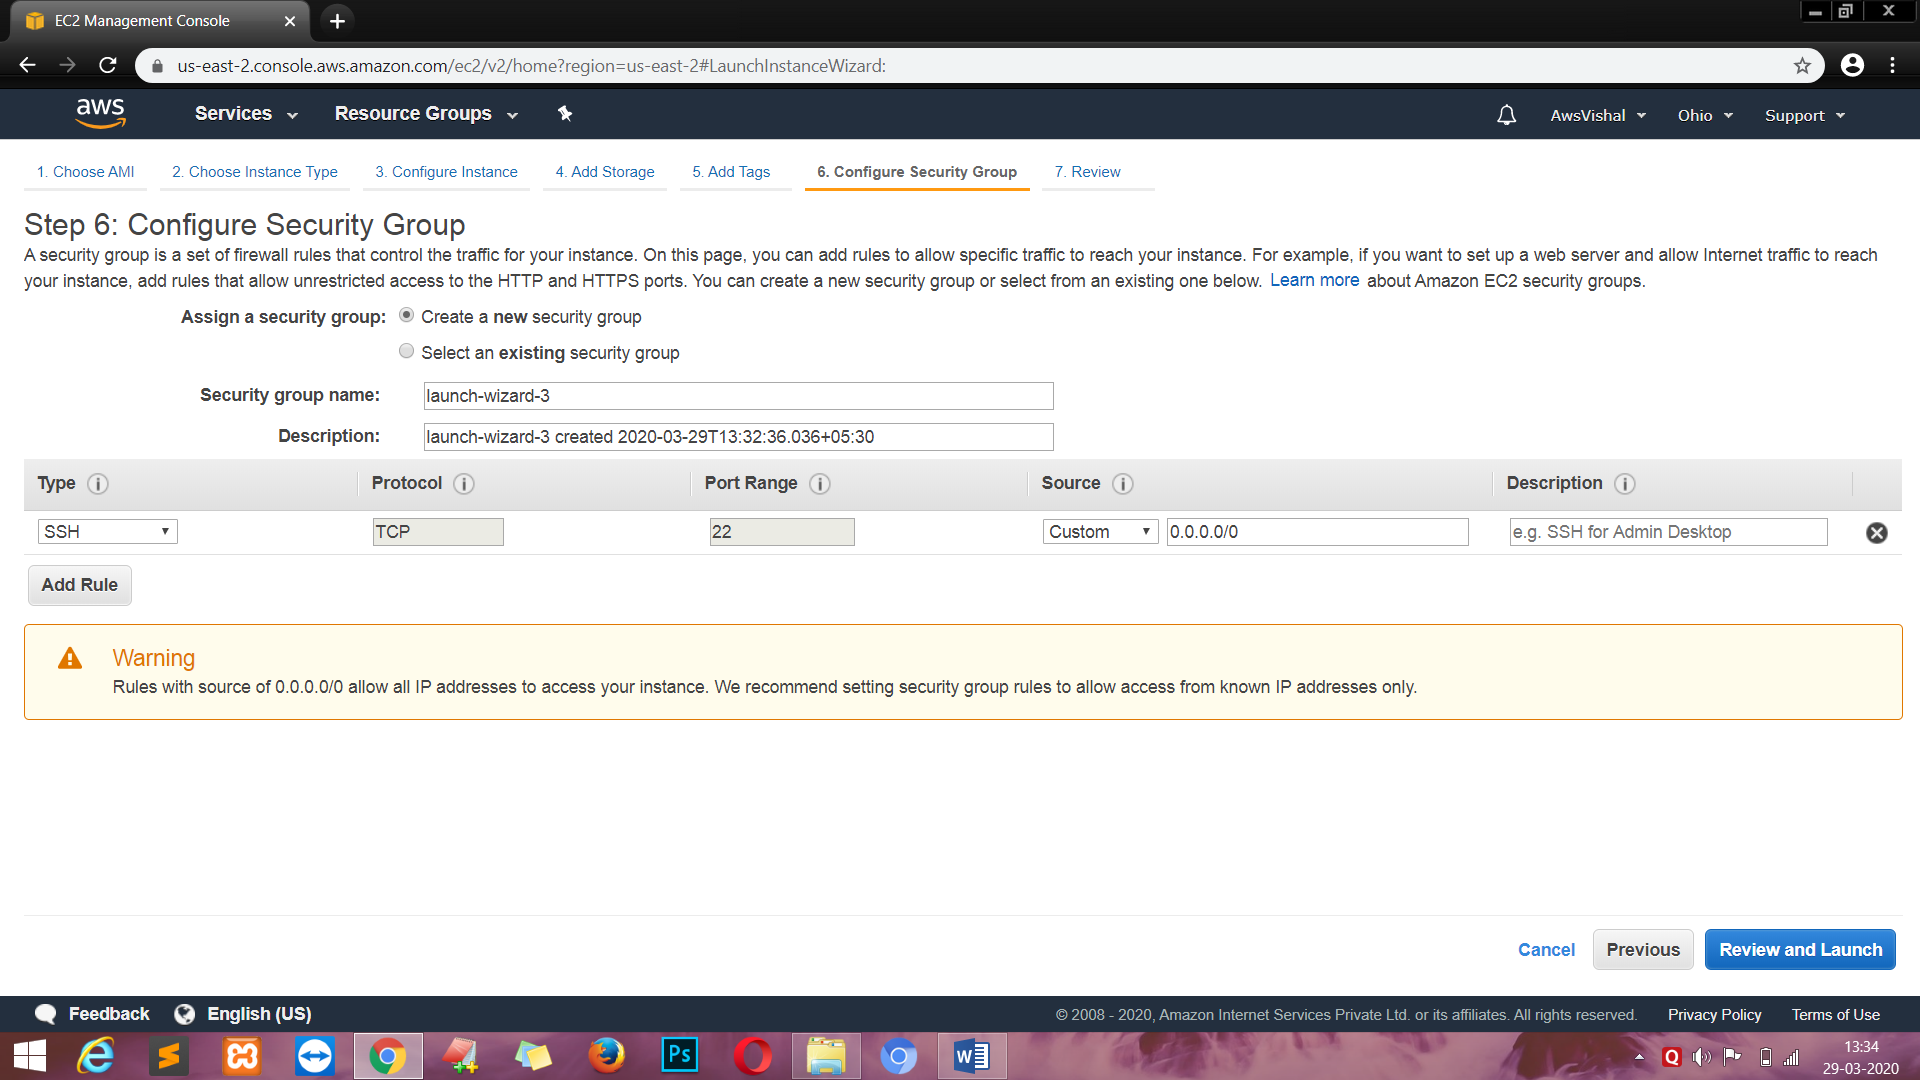 EC2 Management Console
us-east-2.console.aws.amazon.com/ec2/v2/home?region=us-east-2#LaunchInstanceWizard:
aws Services Resource Groups AwsVishal Ohio Support
1. Choose AMI 2. Choose Instance Type 3. Configure Instance 4. Add Storage 5. Add Tags 6. Configure Security Group 7. Review
Step 6: Configure Security Group
A security group is a set of firewall rules that control the traffic for your instance. On this page, you can add rules to allow specific traffic to reach your instance. For example, if you want to set up a web server and allow Internet traffic to reach
your instance, add rules that allow unrestricted access to the HTTP and HTTPS ports. You can create a new security group or select from an existing one below. Learn more about Amazon EC2 security groups.
Assign a security group: Create a new security group
Select an existing security group
Security group name: launch-wizard-3
Description: launch-wizard-3 created 2020-03-29T13:32:36.036+05:30
Type i Protocol i Port Range i Source i Description i
SSH TCP 22 Custom 0.0.0.0/0 e.g. SSH for Admin Desktop
Add Rule
Warning
Rules with source of 0.0.0.0/0 allow all IP addresses to access your instance. We recommend setting security group rules to allow access from known IP addresses only.
Cancel Previous Review and Launch
Feedback English (US) © 2008 - 2020, Amazon Internet Services Private Ltd. or its affiliates. All rights reserved. Privacy Policy Terms of Use
Ps W Q 13:34
29-03-2020